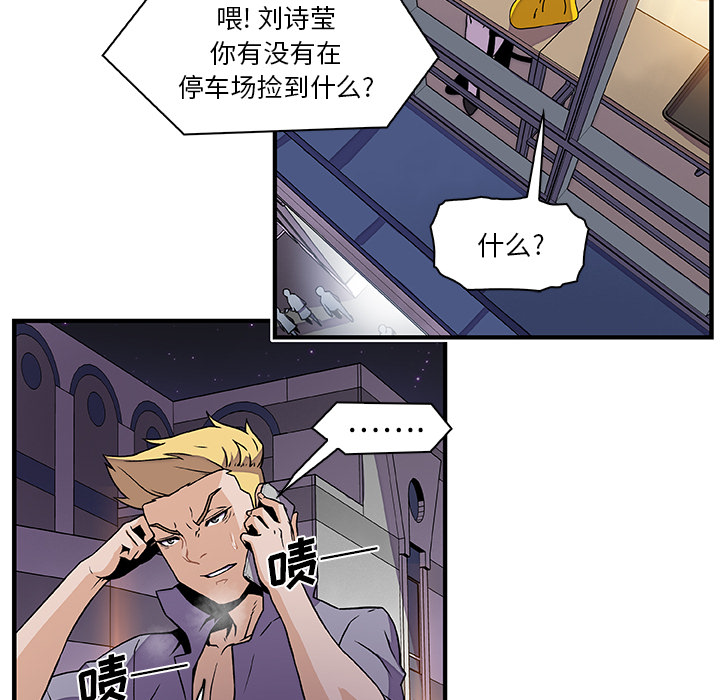 喂! 刘诗莹
你有没有在
停车场捡到什么?
什么?
.......
啧—
啧—